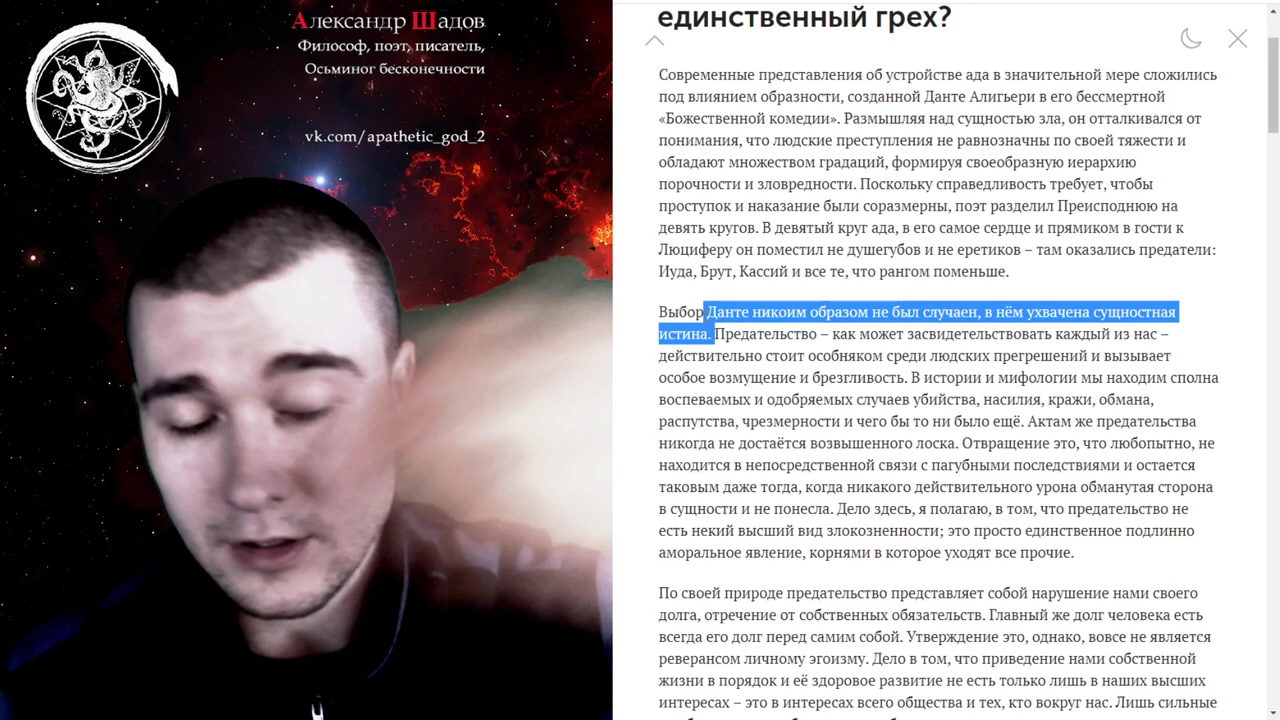 Александр Шадов
Философ, поэт, писатель,
Осьминог бесконечности
vk.com/apathetic_god_2
единственный грех?
Современные представления об устройстве ада в значительной мере сложились
под влиянием образности, созданной Данте Алигьери в его бессмертной
«Божественной комедии». Размышляя над сущностью зла, он отталкивался от
понимания, что людские преступления не равнозначны по своей тяжести и
обладают множеством градаций, формируя своеобразную иерархию
порочности и зловредности. Поскольку справедливость требует, чтобы
проступок и наказание были соразмерны, поэт разделил Преисподнюю на
девять кругов. В девятый круг ада, в его самое сердце и прямиком в гости к
Люциферу он поместил не душегубов и не еретиков – там оказались предатели:
Иуда, Брут, Кассий и все те, что рангом поменьше.
Выбор Данте никоим образом не был случаен, в нём ухвачена сущностная
истина. Предательство – как может засвидетельствовать каждый из нас –
действительно стоит особняком среди людских прегрешений и вызывает
особое возмущение и брезгливость. В истории и мифологии мы находим сполна
воспеваемых и одобряемых случаев убийства, насилия, кражи, обмана,
распутства, чрезмерности и чего бы то ни было ещё. Актам же предательства
никогда не достаётся возвышенного лоска. Отвращение это, что любопытно, не
находится в непосредственной связи с пагубными последствиями и остается
таковым даже тогда, когда никакого действительного урона обманутая сторона
в сущности и не понесла. Дело здесь, я полагаю, в том, что предательство не
есть некий высший вид злокозненности; это просто единственное подлинно
аморальное явление, корнями в которое уходят все прочие.
По своей природе предательство представляет собой нарушение нами своего
долга, отречение от собственных обязательств. Главный же долг человека есть
всегда его долг перед самим собой. Утверждение это, однако, вовсе не является
реверансом личному эгоизму. Дело в том, что приведение нами собственной
жизни в порядок и её здоровое развитие не есть только лишь в наших высших
интересах – это в интересах всего общества и тех, кто вокруг нас. Лишь сильные